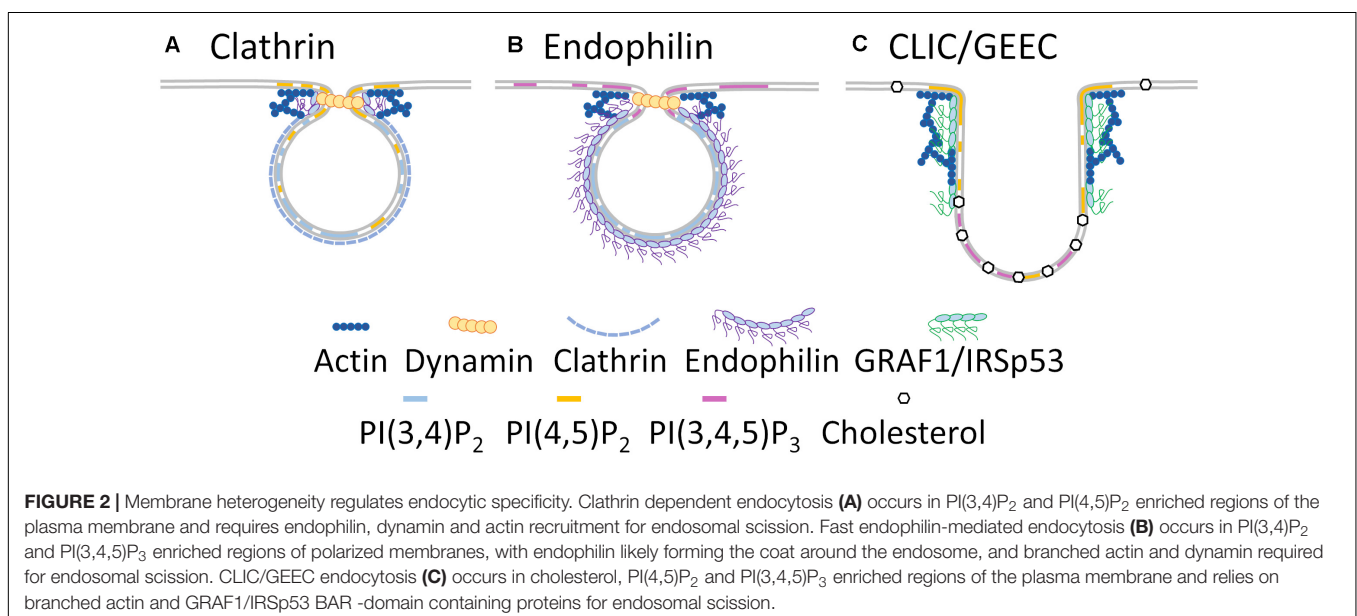 A Clathrin B Endophilin C CLIC/GEEC
Actin Dynamin Clathrin Endophilin GRAF1/IRSp53
PI(3,4)P₂ PI(4,5)P₂ PI(3,4,5)P₃ Cholesterol
FIGURE 2 | Membrane heterogeneity regulates endocytic specificity. Clathrin dependent endocytosis (A) occurs in PI(3,4)P₂ and PI(4,5)P₂ enriched regions of the
plasma membrane and requires endophilin, dynamin and actin recruitment for endosomal scission. Fast endophilin-mediated endocytosis (B) occurs in PI(3,4)P₂
and PI(3,4,5)P₃ enriched regions of polarized membranes, with endophilin likely forming the coat around the endosome, and branched actin and dynamin required
for endosomal scission. CLIC/GEEC endocytosis (C) occurs in cholesterol, PI(4,5)P₂ and PI(3,4,5)P₃ enriched regions of the plasma membrane and relies on
branched actin and GRAF1/IRSp53 BAR -domain containing proteins for endosomal scission.